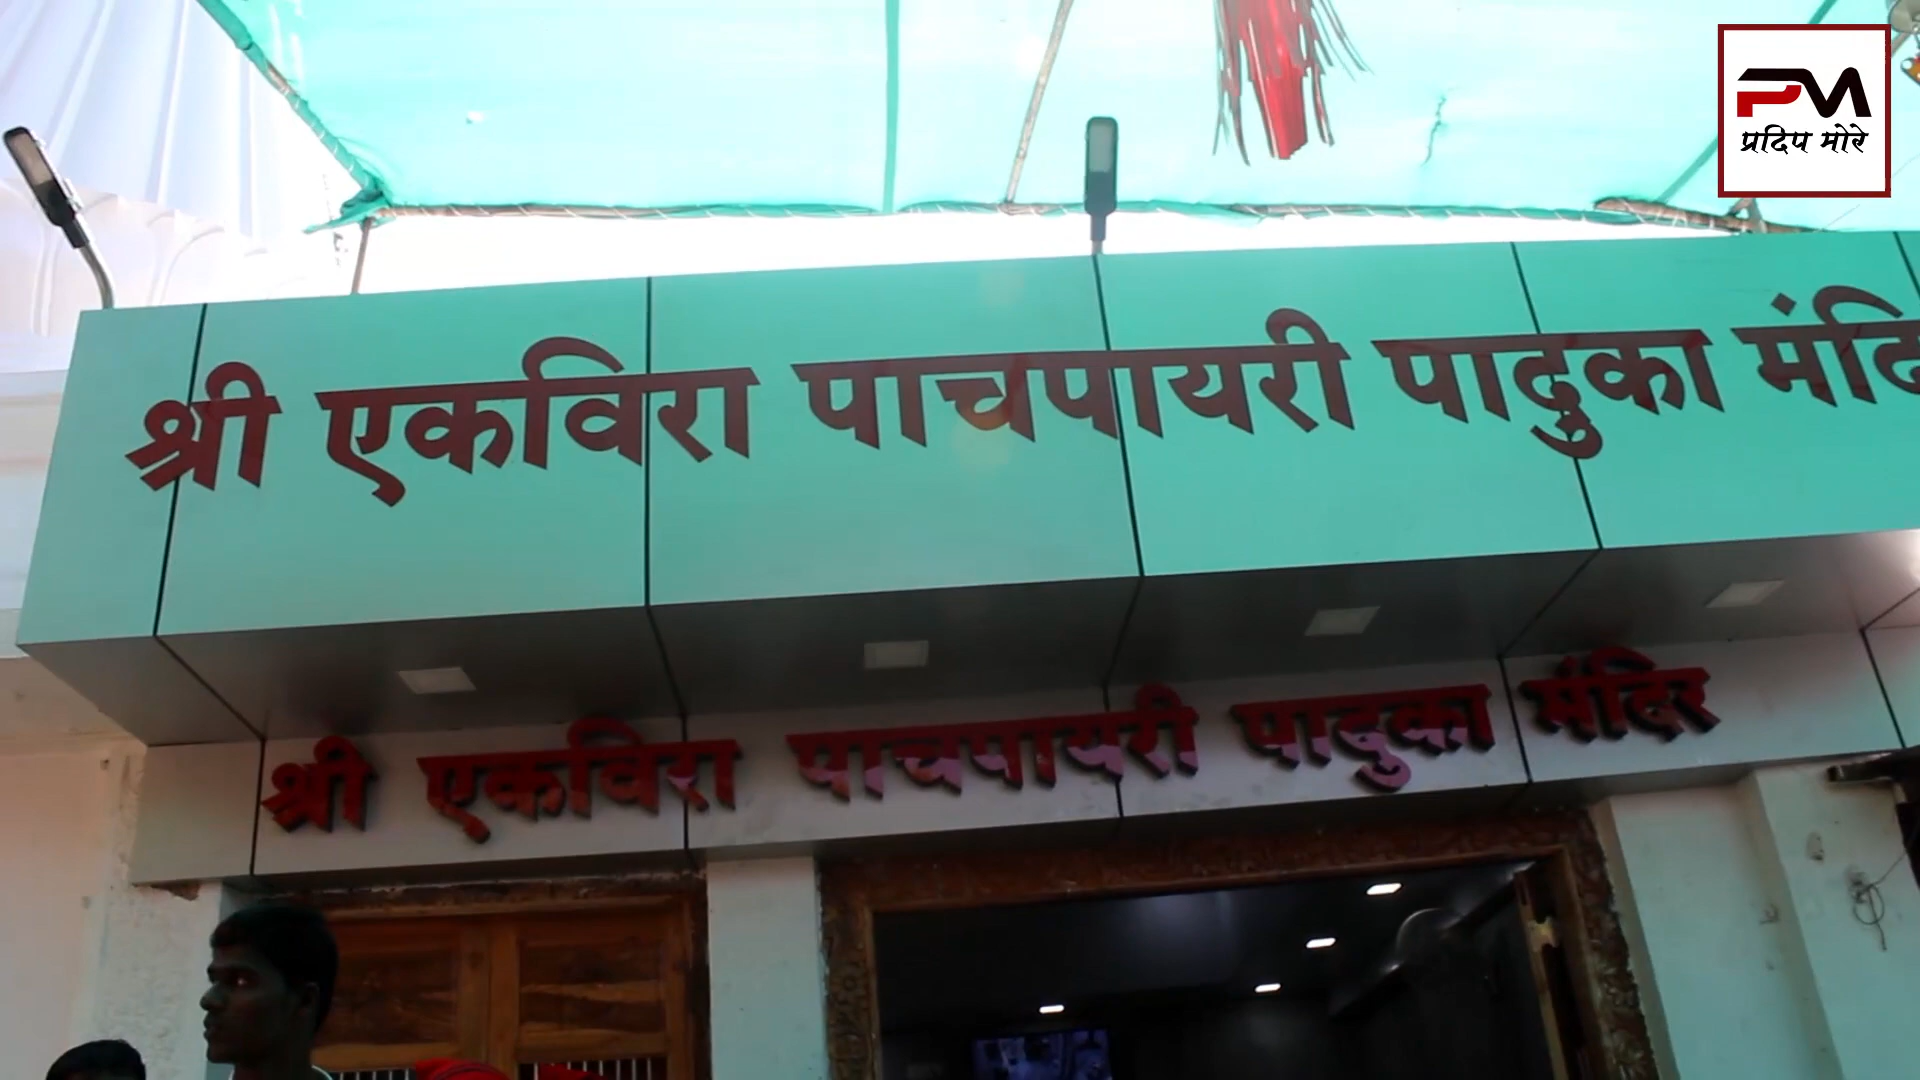 PM
प्रदिप मोरे
श्री एकविरा पाचपायरी पादुका मंदि
श्री एकविरा पाचपायरी पादुका मंदिर